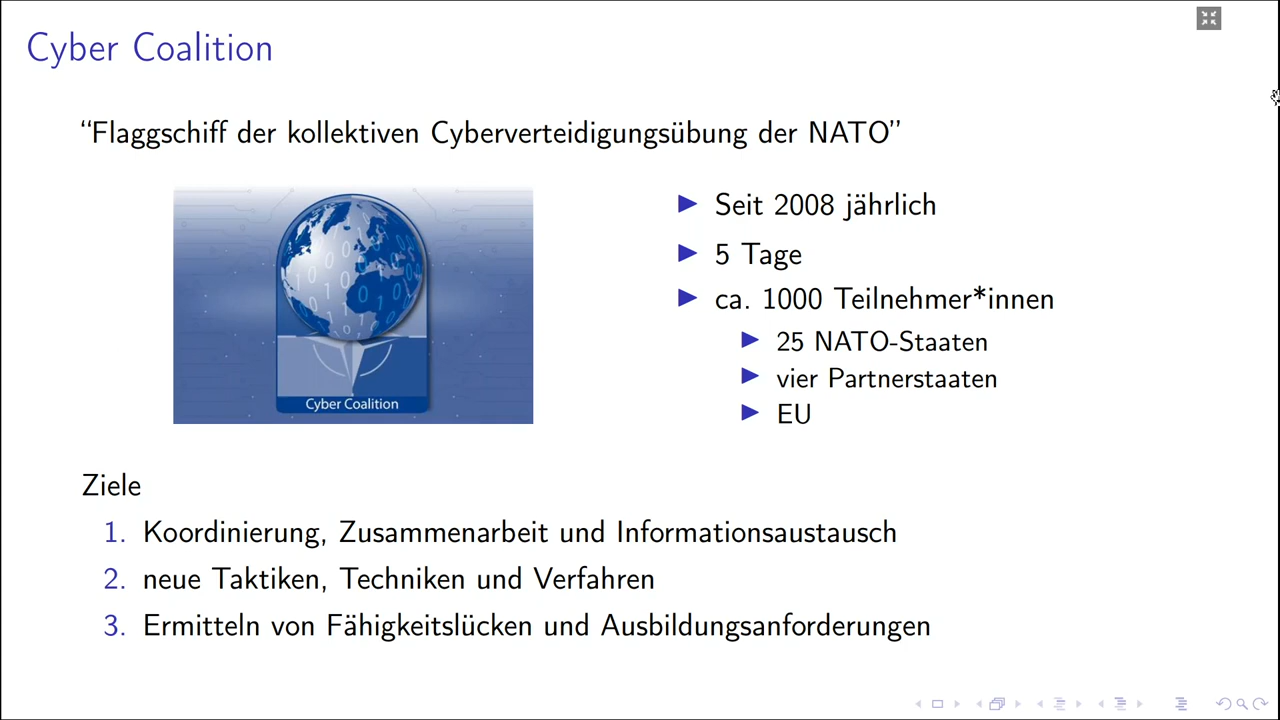 Cyber Coalition
“Flaggschiff der kollektiven Cyberverteidigungsübung der NATO”
Cyber Coalition
Seit 2008 jährlich
5 Tage
ca. 1000 Teilnehmer*innen
25 NATO-Staaten
vier Partnerstaaten
EU
Ziele
1. Koordinierung, Zusammenarbeit und Informationsaustausch
2. neue Taktiken, Techniken und Verfahren
3. Ermitteln von Fähigkeitslücken und Ausbildungsanforderungen